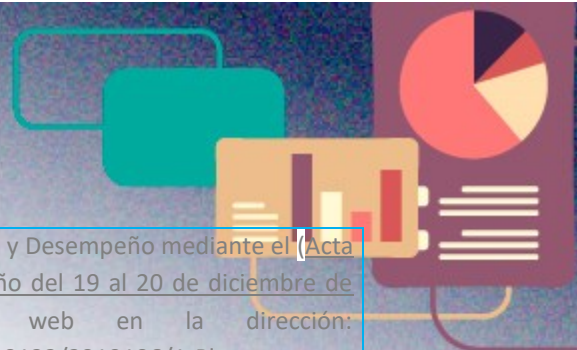 y Desempeño mediante el (Acta
ño del 19 al 20 de diciembre de
web en la dirección: